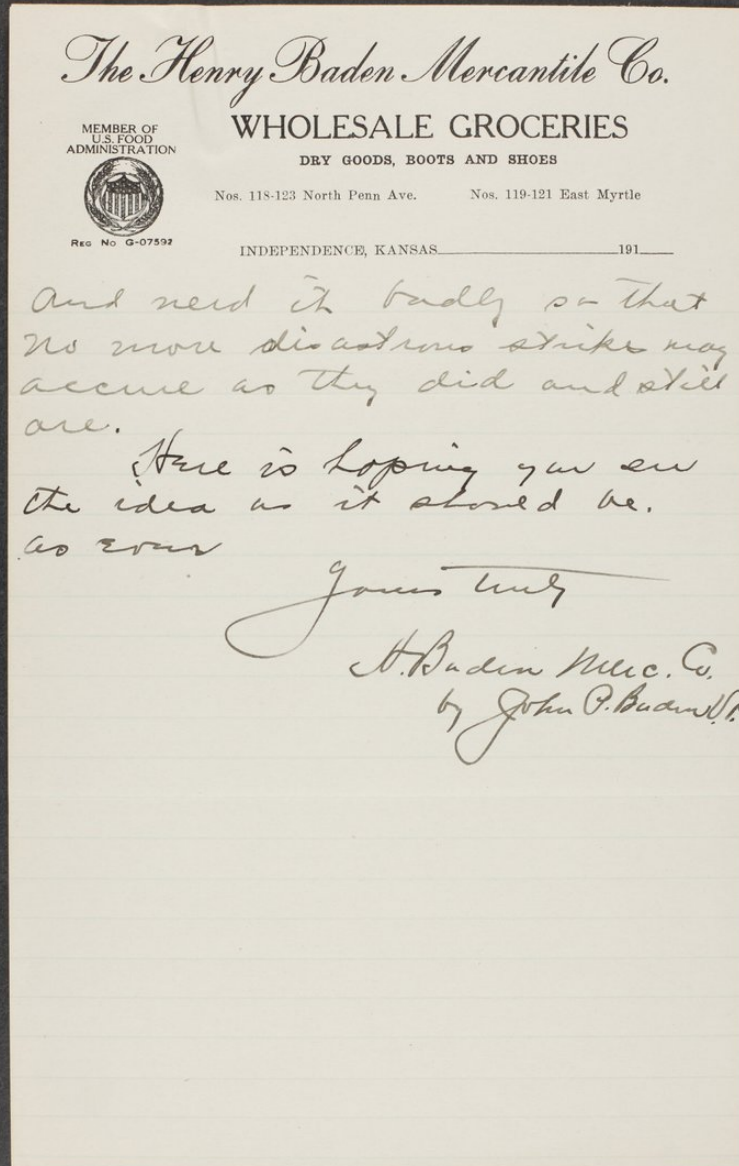 The Henry Baden Mercantile Co.
WHOLESALE GROCERIES
DRY GOODS, BOOTS AND SHOES
MEMBER OF
U.S. FOOD
ADMINISTRATION
REG NO G-07592
Nos. 118-123 North Penn Ave. Nos. 119-121 East Myrtle
INDEPENDENCE, KANSAS 191
and need it badly so that
no more disastrous strikes may
accure as they did and still
are.
Here is hoping you see
the idea as it should be.
as ever
Yours truly
H. Baden Merc. Co.
by John P. Baden V.P.